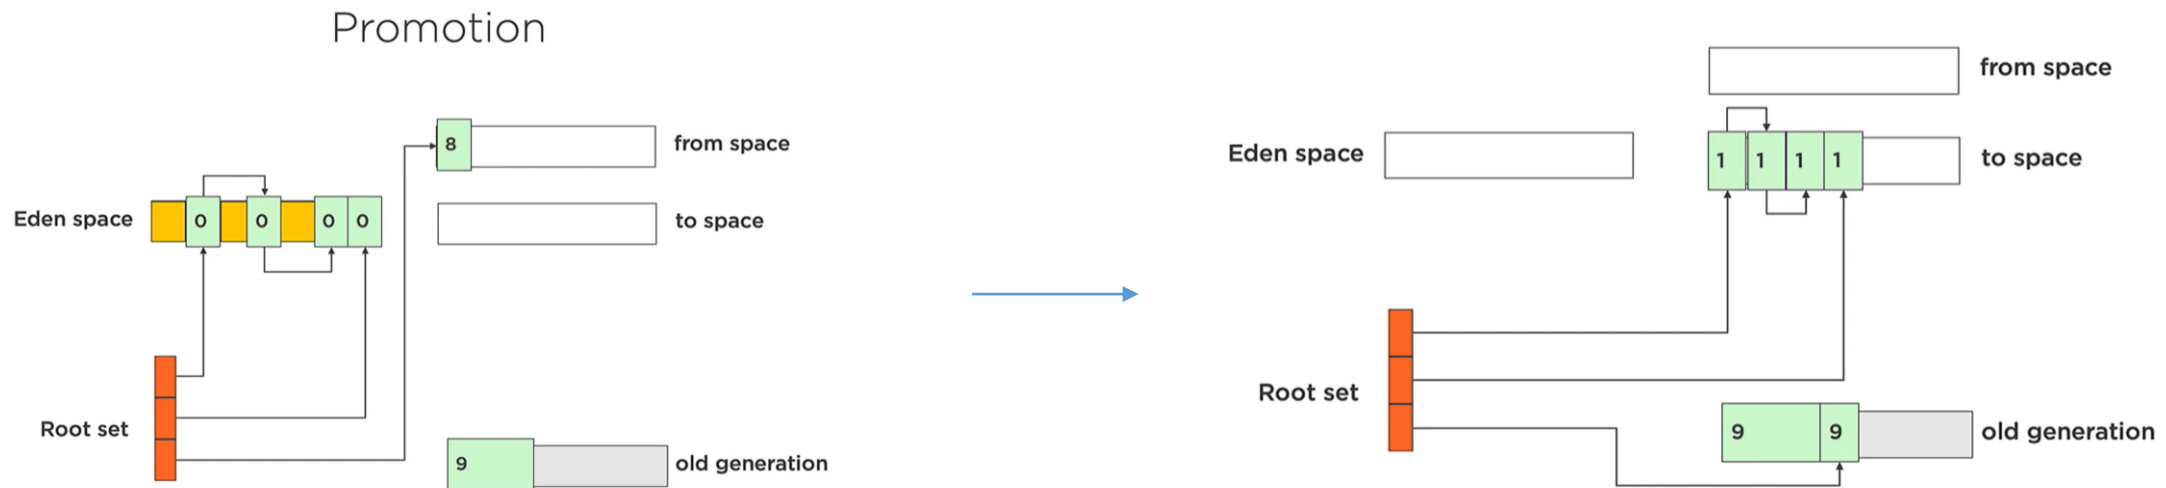 Promotion
8
from space
Eden space
0
0
0
0
to space
Root set
9
old generation
from space
Eden space
1
1
1
1
to space
Root set
9
9
old generation